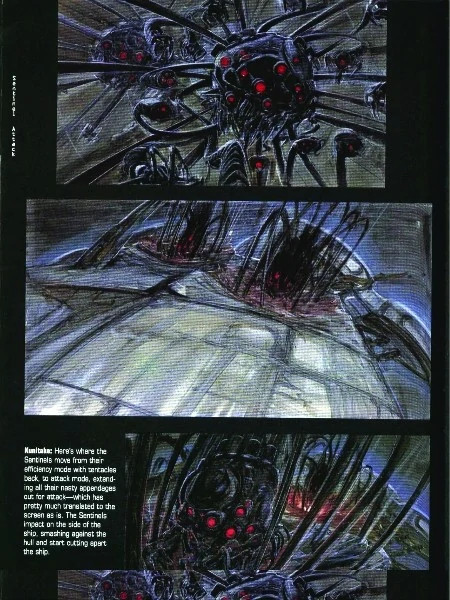 Sentinel Attack
Kunitake: Here's where the
Sentinels move from their
efficiency mode with tentacles
back, to attack mode, extend-
ing all their nasty appendages
out for attack—which has
pretty much translated to the
screen as is. The Sentinels
impact on the side of the
ship, smashing against the
hull and start cutting apart
the ship.